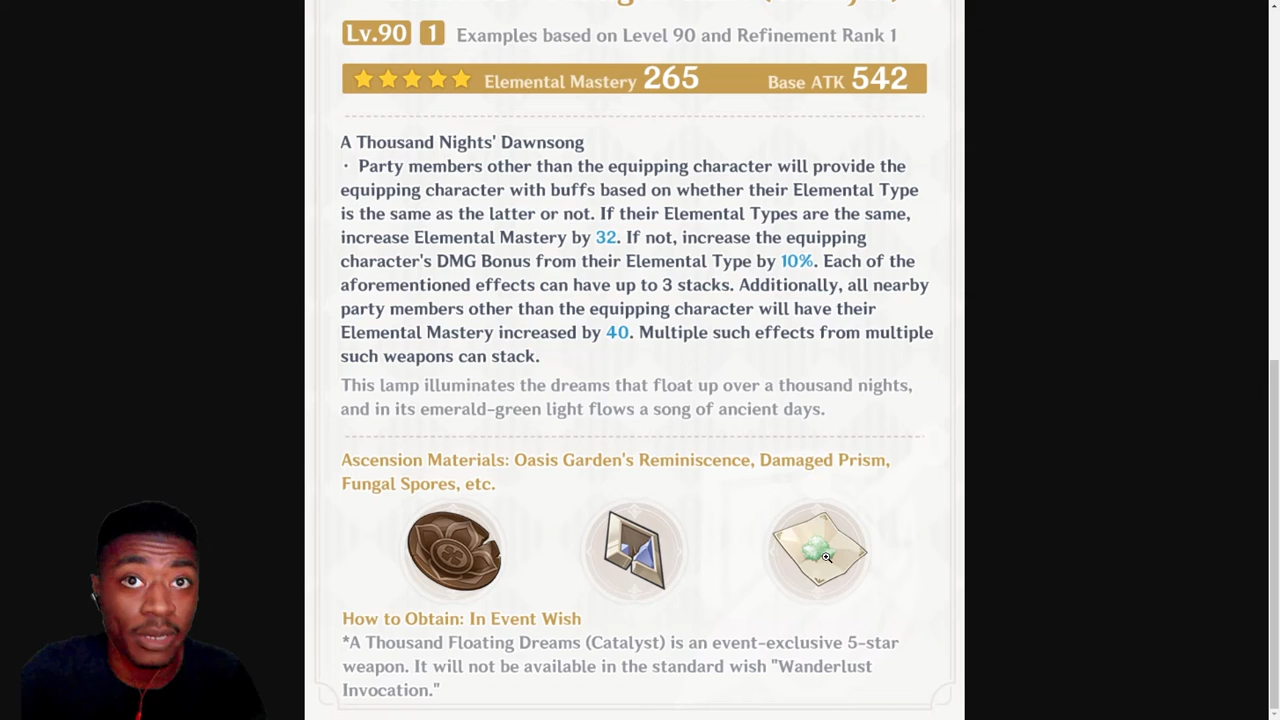 Lv.90 1 Examples based on Level 90 and Refinement Rank 1
Elemental Mastery 265 Base ATK 542
A Thousand Nights' Dawnsong
· Party members other than the equipping character will provide the
equipping character with buffs based on whether their Elemental Type
is the same as the latter or not. If their Elemental Types are the same,
increase Elemental Mastery by 32. If not, increase the equipping
character's DMG Bonus from their Elemental Type by 10%. Each of the
aforementioned effects can have up to 3 stacks. Additionally, all nearby
party members other than the equipping character will have their
Elemental Mastery increased by 40. Multiple such effects from multiple
such weapons can stack.
This lamp illuminates the dreams that float up over a thousand nights,
and in its emerald-green light flows a song of ancient days.
Ascension Materials: Oasis Garden's Reminiscence, Damaged Prism,
Fungal Spores, etc.
How to Obtain: In Event Wish
*A Thousand Floating Dreams (Catalyst) is an event-exclusive 5-star
weapon. It will not be available in the standard wish "Wanderlust
Invocation."